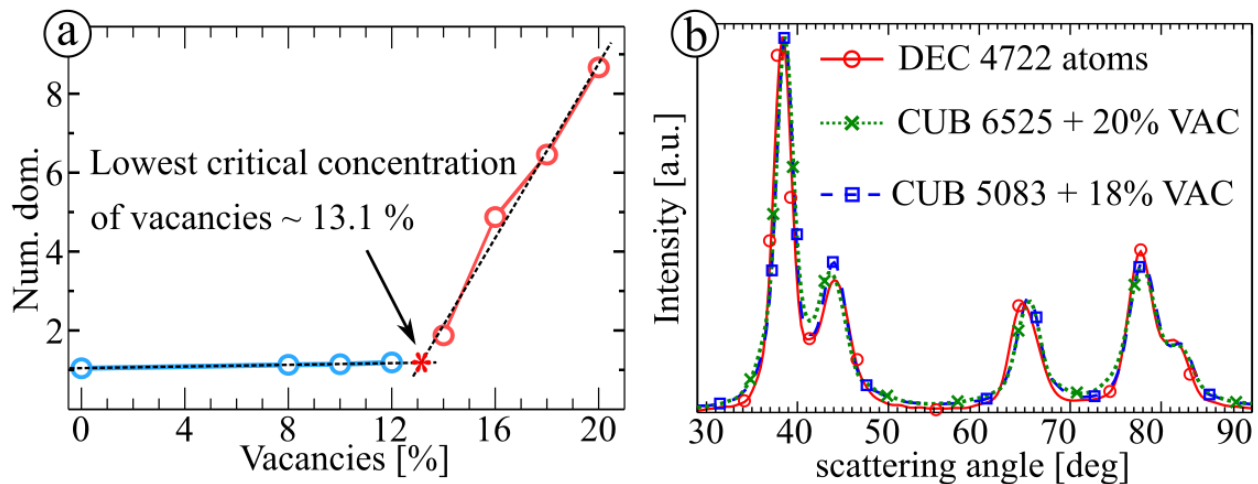 a
Num. dom.
8
6
4
2
Lowest critical concentration
of vacancies ~ 13.1 %
0 4 8 12 16 20
Vacancies [%]
b
Intensity [a.u.]
DEC 4722 atoms
CUB 6525 + 20% VAC
CUB 5083 + 18% VAC
30 40 50 60 70 80 90
scattering angle [deg]